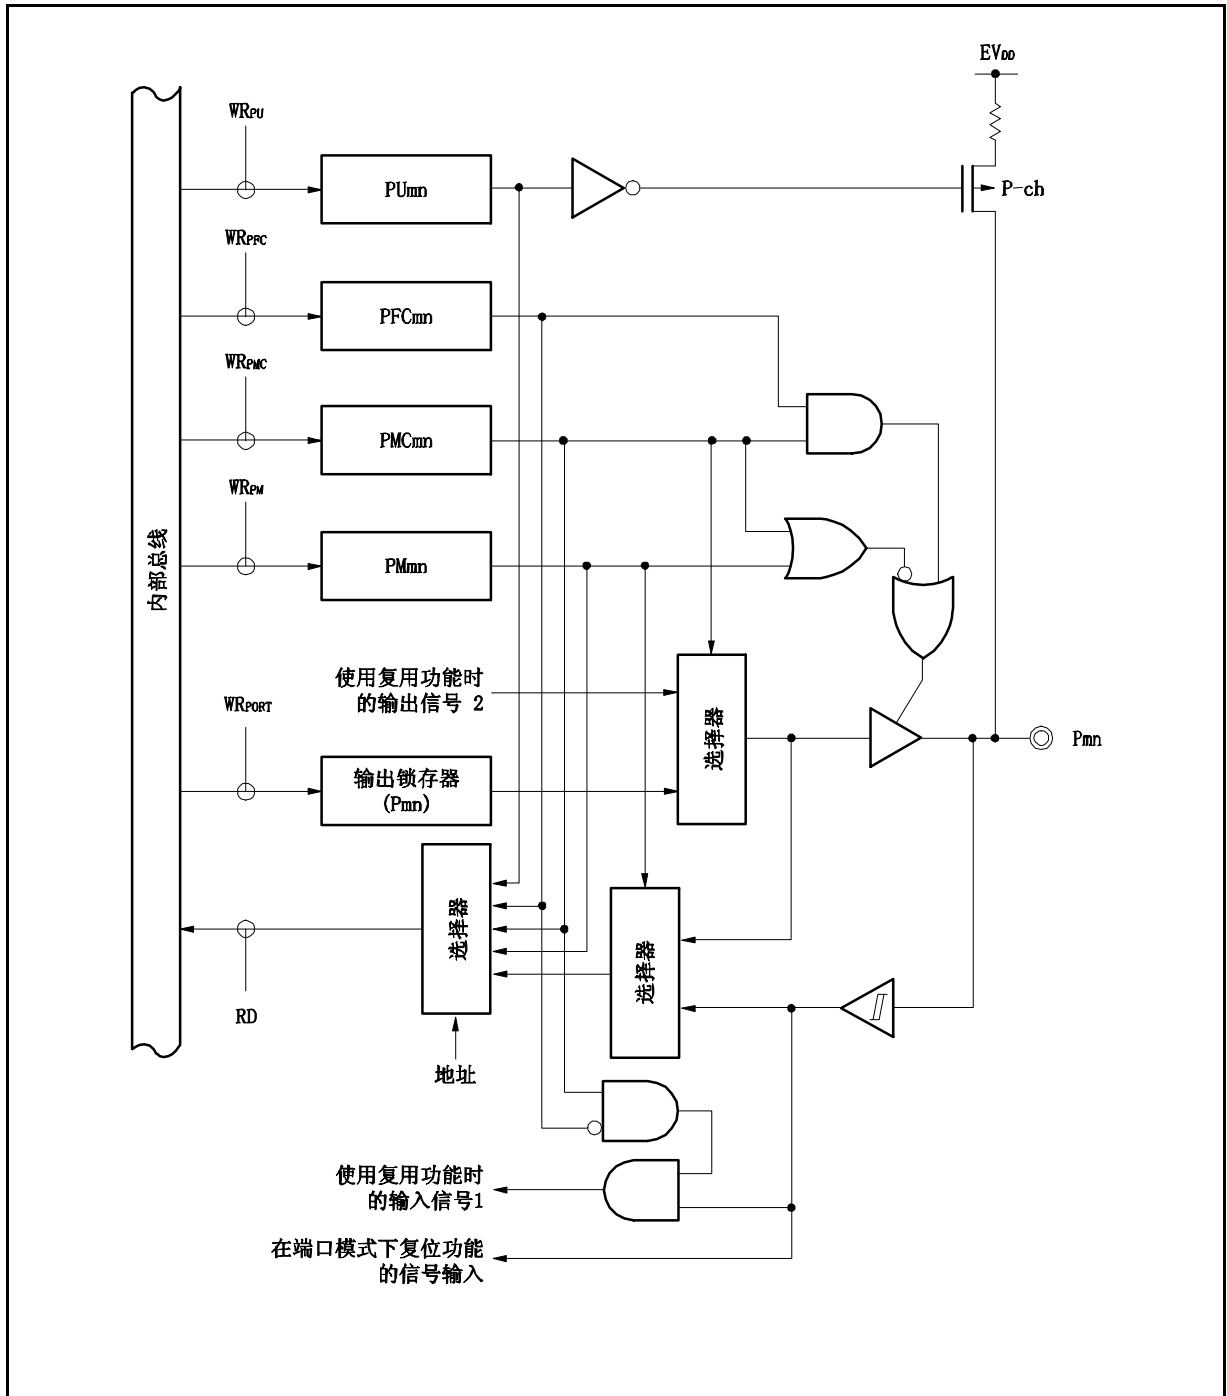 EVDD
WRPU
PUmn
P-ch
WRPFC
PFCmn
WRPMC
PMCmn
WRPM
PMmn
内部总线
使用复用功能时
的输出信号 2
选择器
WRPORT
输出锁存器
(Pmn)
Pmn
选择器
选择器
RD
地址
使用复用功能时
的输入信号1
在端口模式下复位功能
的信号输入